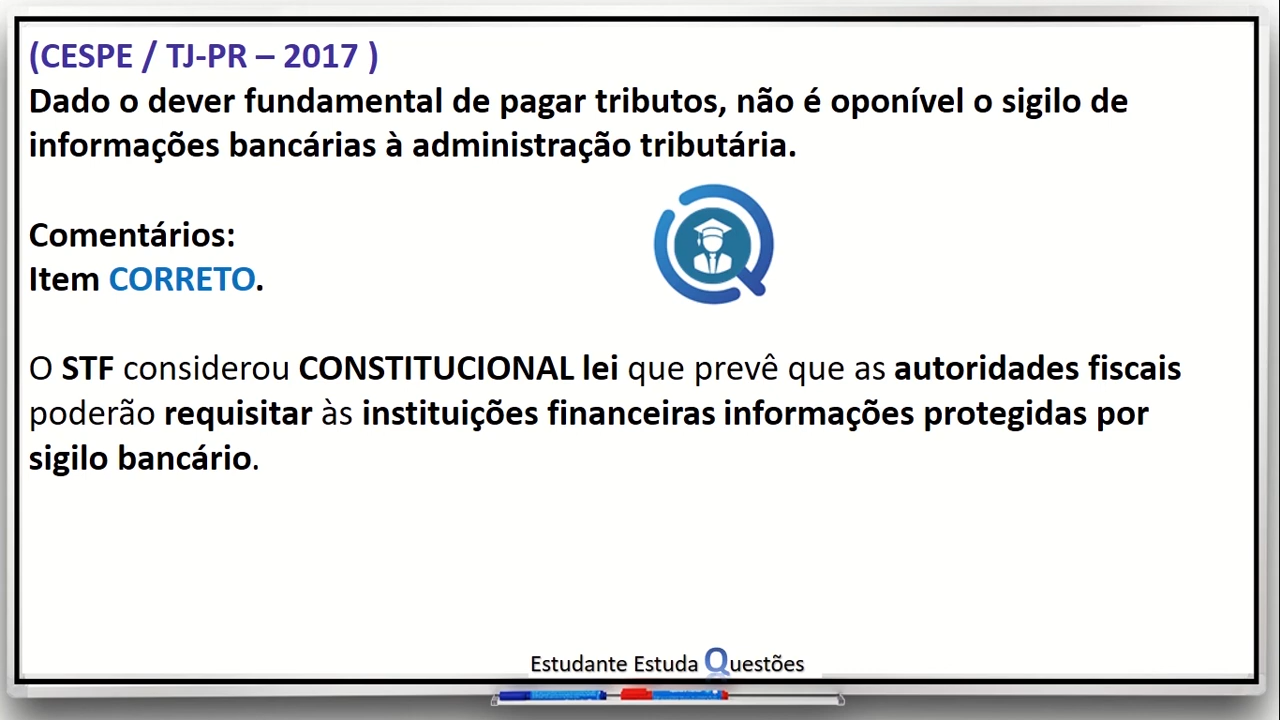 (CESPE / TJ-PR – 2017 )
Dado o dever fundamental de pagar tributos, não é oponível o sigilo de
informações bancárias à administração tributária.
Comentários:
Item CORRETO.
O STF considerou CONSTITUCIONAL lei que prevê que as autoridades fiscais
poderão requisitar às instituições financeiras informações protegidas por
sigilo bancário.
Estudante Estuda Questões